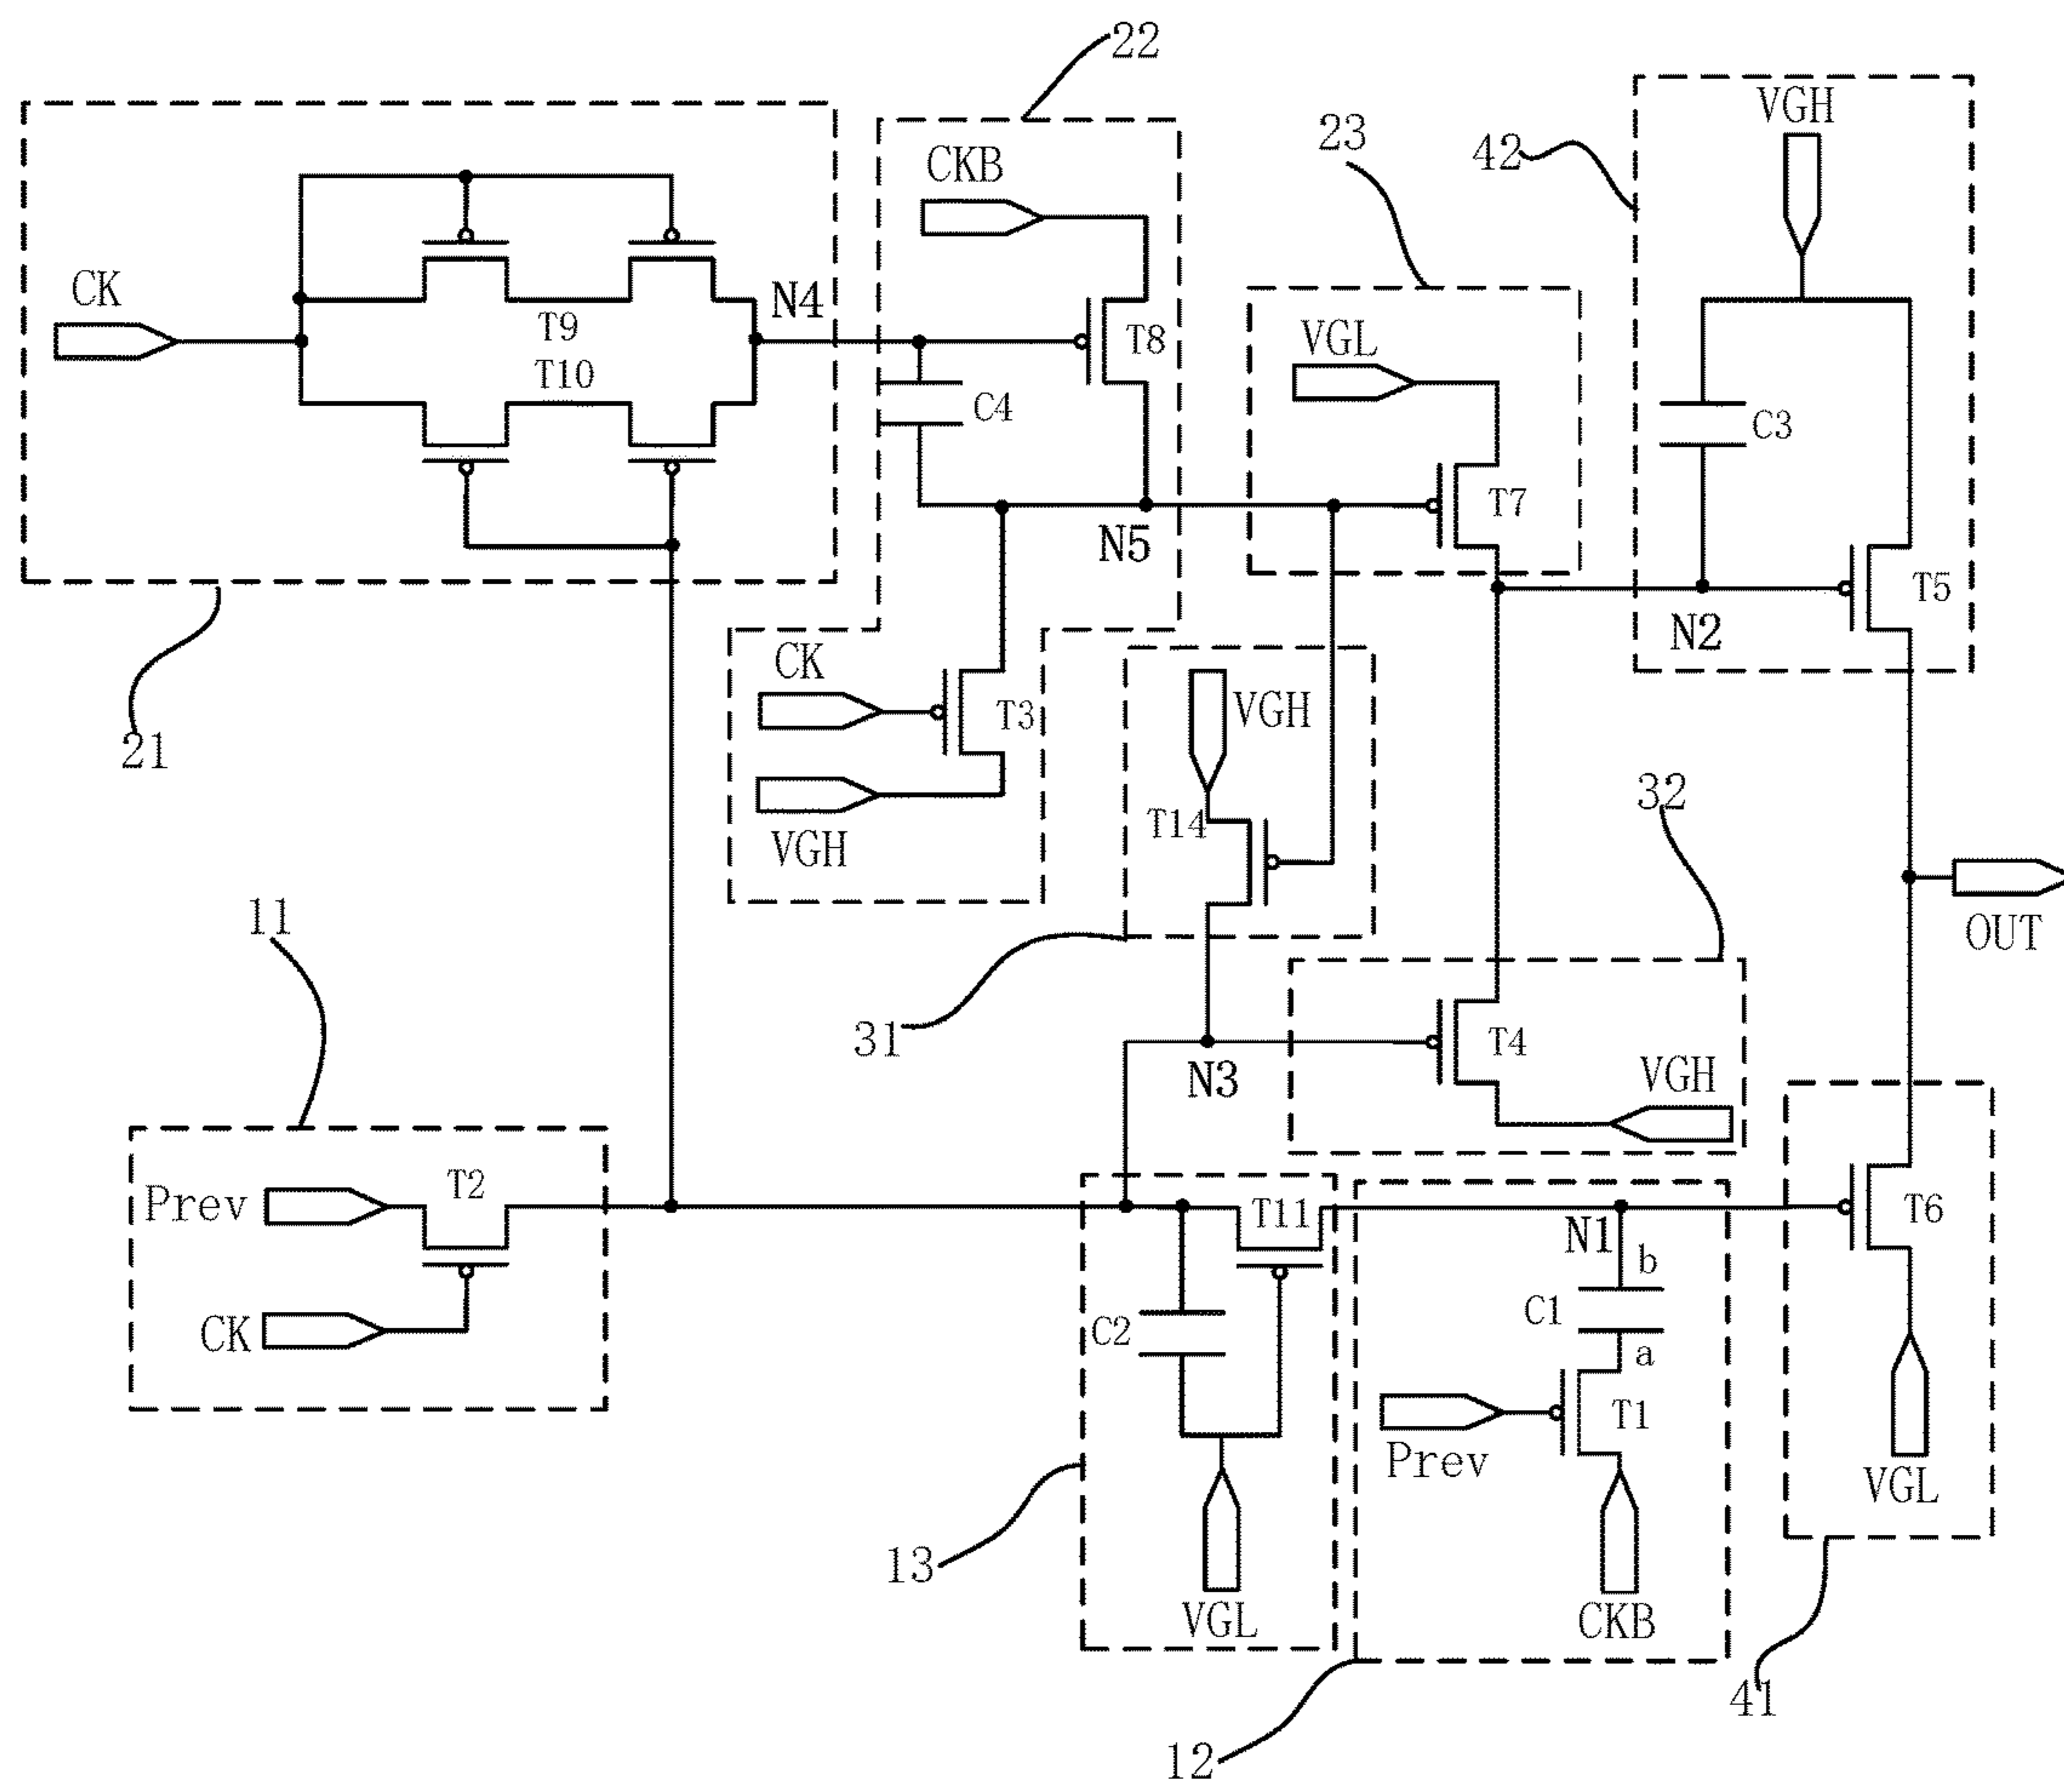 22
CKB
23
42
VGH
CK
T9
T10
N4
T8
C4
VGL
T7
C3
N5
N2
T5
21
CK
T3
VGH
VGH
T14
32
11
31
N3
T4
VGH
OUT
Prev
T2
CK
T11
C2
N1
b
C1
a
T1
Prev
T6
VGL
13
VGL
CKB
41
12